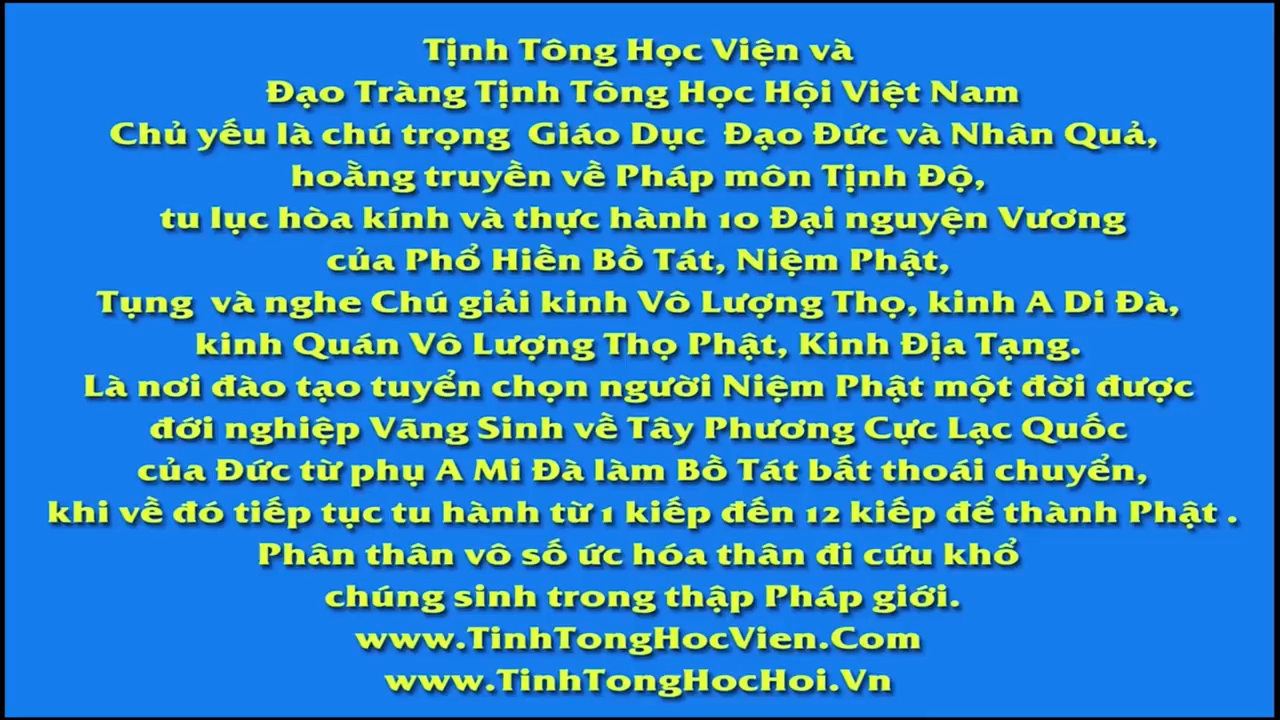 Tịnh Tông Học Viện và
Đạo Tràng Tịnh Tông Học Hội Việt Nam
Chủ yếu là chú trọng Giáo Dục Đạo Đức và Nhân Quả,
hoằng truyền về Pháp môn Tịnh Độ,
tu lục hòa kính và thực hành 10 Đại nguyện Vương
của Phổ Hiền Bồ Tát, Niệm Phật,
Tụng và nghe Chú giải kinh Vô Lượng Thọ, kinh A Di Đà,
kinh Quán Vô Lượng Thọ Phật, Kinh Địa Tạng.
Là nơi đào tạo tuyển chọn người Niệm Phật một đời được
đới nghiệp Vãng Sinh về Tây Phương Cực Lạc Quốc
của Đức từ phụ A Mi Đà làm Bồ Tát bất thoái chuyển,
khi về đó tiếp tục tu hành từ 1 kiếp đến 12 kiếp để thành Phật .
Phân thân vô số ức hóa thân đi cứu khổ
chúng sinh trong thập Pháp giới.
www.TinhTongHocVien.Com
www.TinhTongHocHoi.Vn